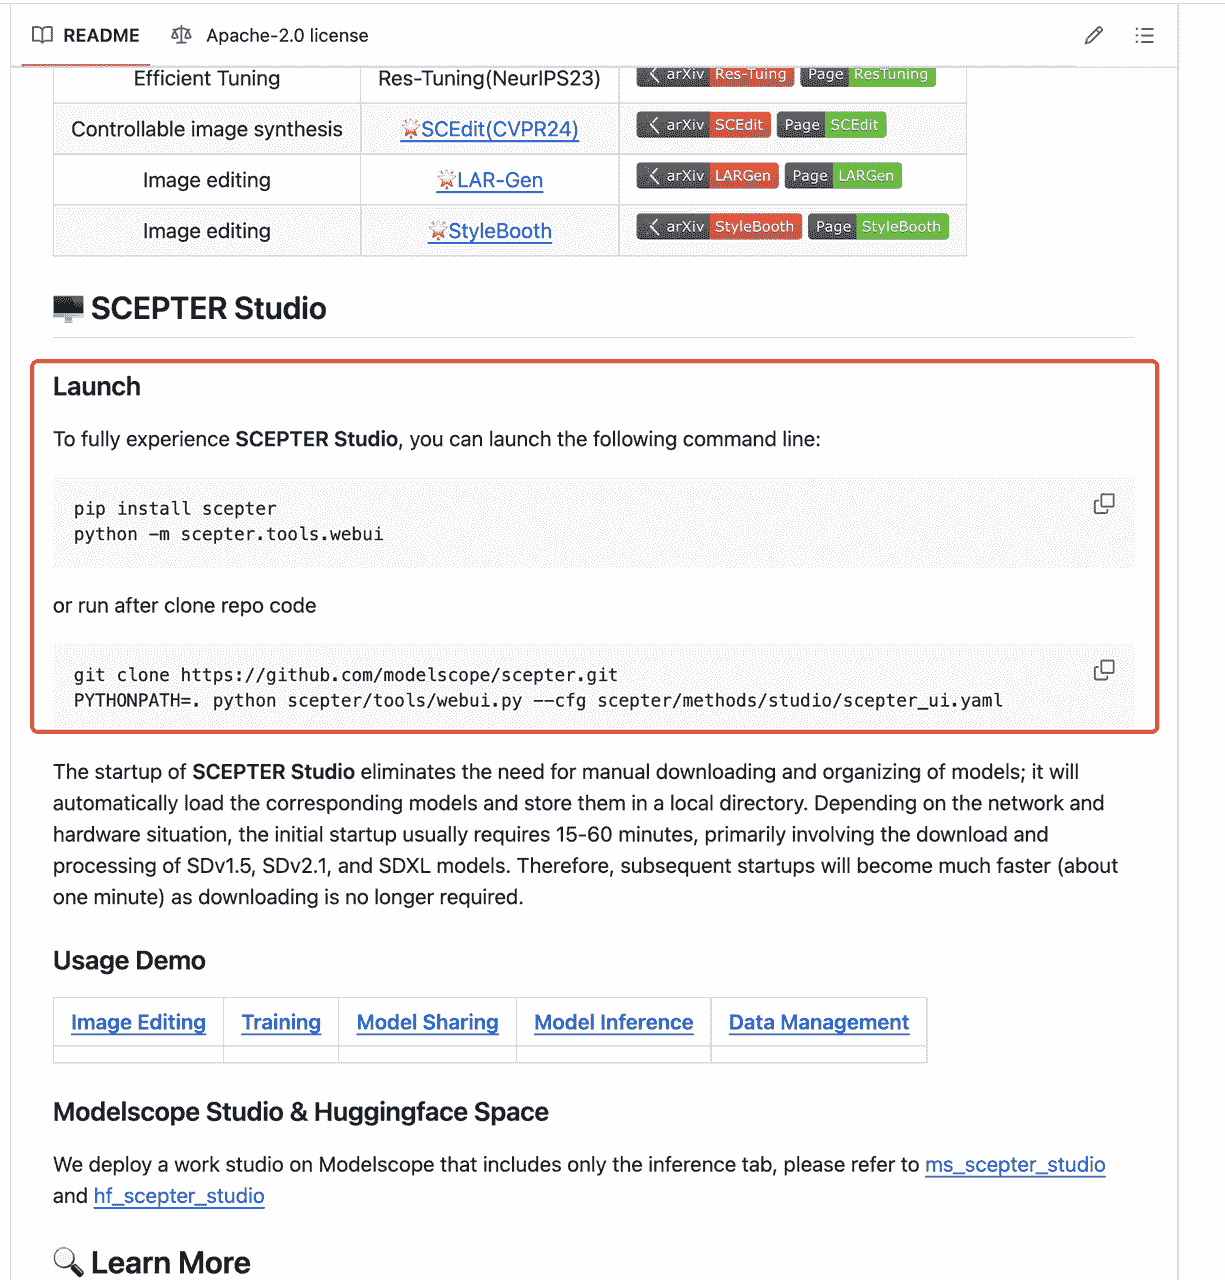 README Apache-2.0 license
Efficient Tuning Res-Tuning(NeurIPS23) arXiv Res-Tuing Page ResTuning
Controllable image synthesis SCEdit(CVPR24) arXiv SCEdit Page SCEdit
Image editing LAR-Gen arXiv LARGen Page LARGen
Image editing StyleBooth arXiv StyleBooth Page StyleBooth
SCEPTER Studio
Launch
To fully experience SCEPTER Studio, you can launch the following command line:
pip install scepter
python -m scepter.tools.webui
or run after clone repo code
git clone https://github.com/modelscope/scepter.git
PYTHONPATH=. python scepter/tools/webui.py --cfg scepter/methods/studio/scepter_ui.yaml
The startup of SCEPTER Studio eliminates the need for manual downloading and organizing of models; it will
automatically load the corresponding models and store them in a local directory. Depending on the network and
hardware situation, the initial startup usually requires 15-60 minutes, primarily involving the download and
processing of SDv1.5, SDv2.1, and SDXL models. Therefore, subsequent startups will become much faster (about
one minute) as downloading is no longer required.
Usage Demo
Image Editing Training Model Sharing Model Inference Data Management
Modelscope Studio & Huggingface Space
We deploy a work studio on Modelscope that includes only the inference tab, please refer to ms_scepter_studio
and hf_scepter_studio
Learn More